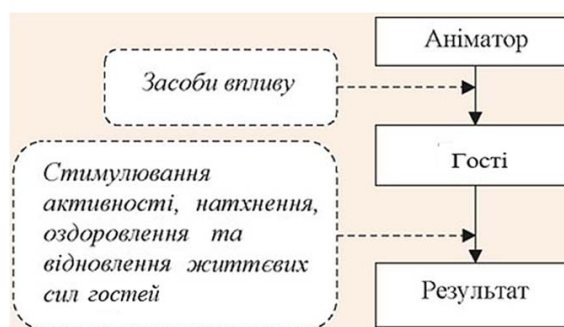 Аніматор
Засоби впливу
Гості
Стимулювання
активності, натхнення,
оздоровлення та
відновлення життєвих
сил гостей
Результат